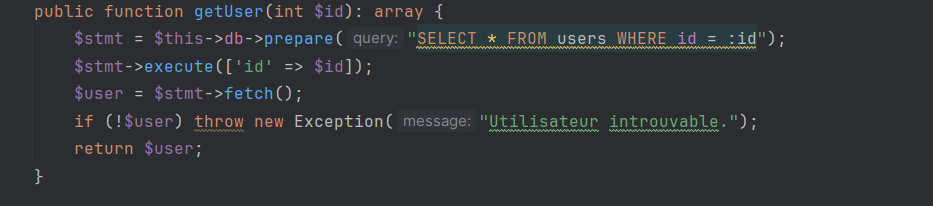 public function getUser(int $id): array {
$stmt = $this->db->prepare( query: "SELECT * FROM users WHERE id = :id");
$stmt->execute(['id' => $id]);
$user = $stmt->fetch();
if (!$user) throw new Exception( message: "Utilisateur introuvable.");
return $user;
}